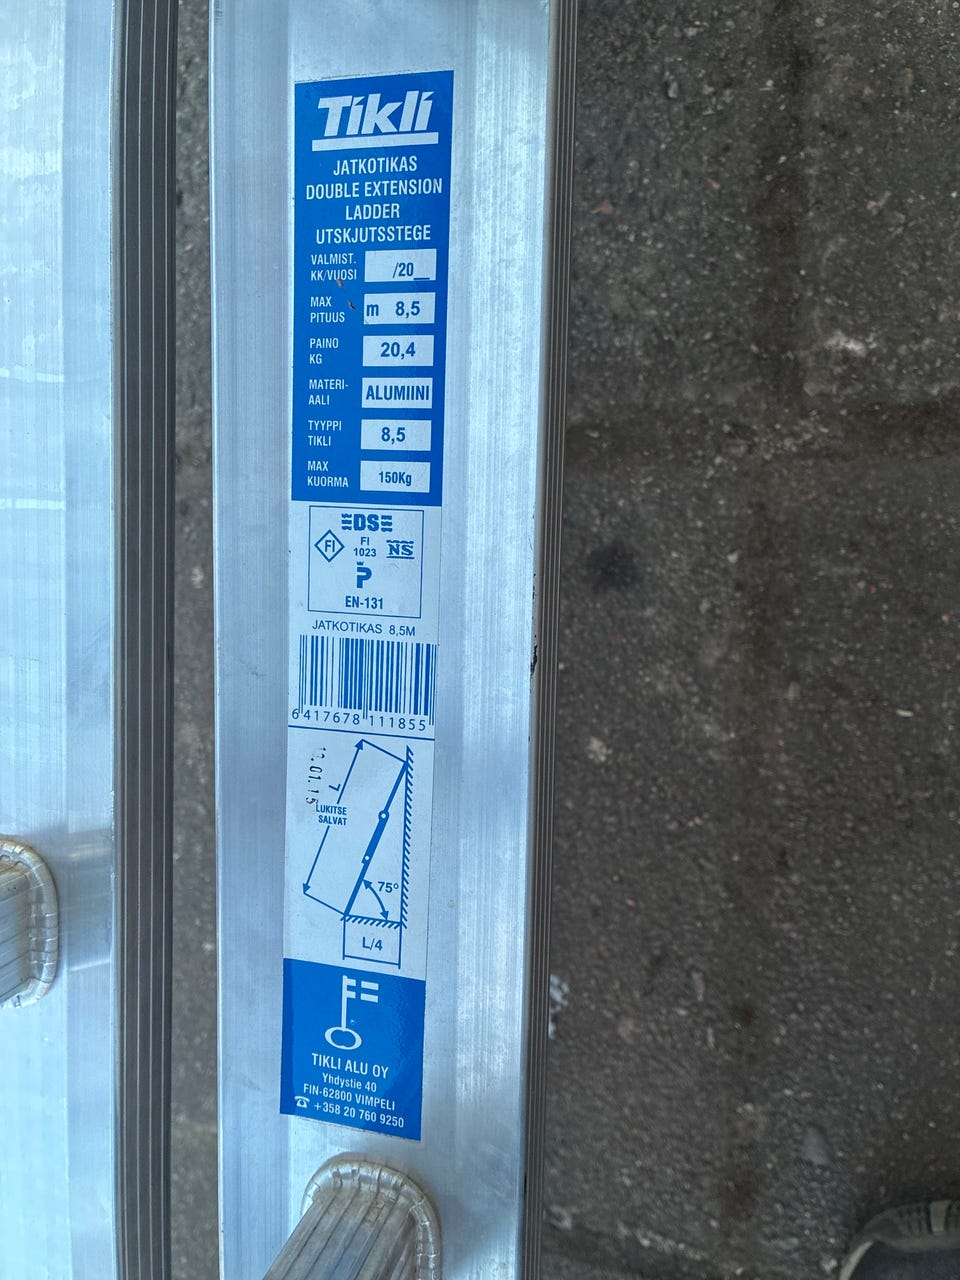 Tikli
JATKOTIKAS
DOUBLE EXTENSION
LADDER
UTSKJUTSSTEGE
VALMIST.
KK/VUOSI /20__
MAX
PITUUS m 8,5
PAINO
KG 20,4
MATERI-
AALI ALUMIINI
TYYPPI
TIKLI 8,5
MAX
KUORMA 150Kg
DS
FI FI NS
1023
P
EN-131
JATKOTIKAS 8,5M
6 417678 111855
.01.15
L
LUKITSE
SALVAT
75°
L/4
TIKLI ALU OY
Yhdystie 40
FIN-62800 VIMPELI
☎ +358 20 760 9250